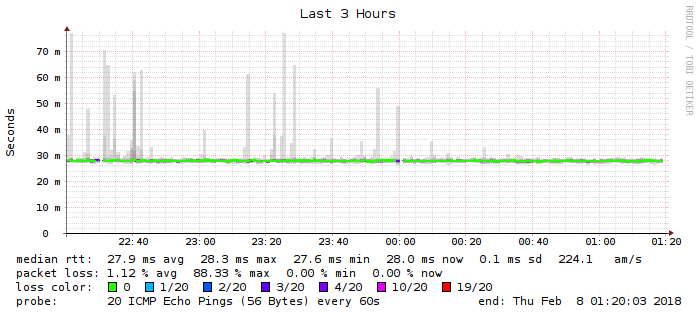 Last 3 Hours
RRDTOOL / TOBI OETIKER
Seconds
70 m
60 m
50 m
40 m
30 m
20 m
10 m
0
22:40 23:00 23:20 23:40 00:00 00:20 00:40 01:00 01:20
median rtt: 27.9 ms avg 28.3 ms max 27.6 ms min 28.0 ms now 0.1 ms sd 224.1 am/s
packet loss: 1.12 % avg 88.33 % max 0.00 % min 0.00 % now
loss color: 0 1/20 2/20 3/20 4/20 10/20 19/20
probe: 20 ICMP Echo Pings (56 Bytes) every 60s end: Thu Feb 8 01:20:03 2018